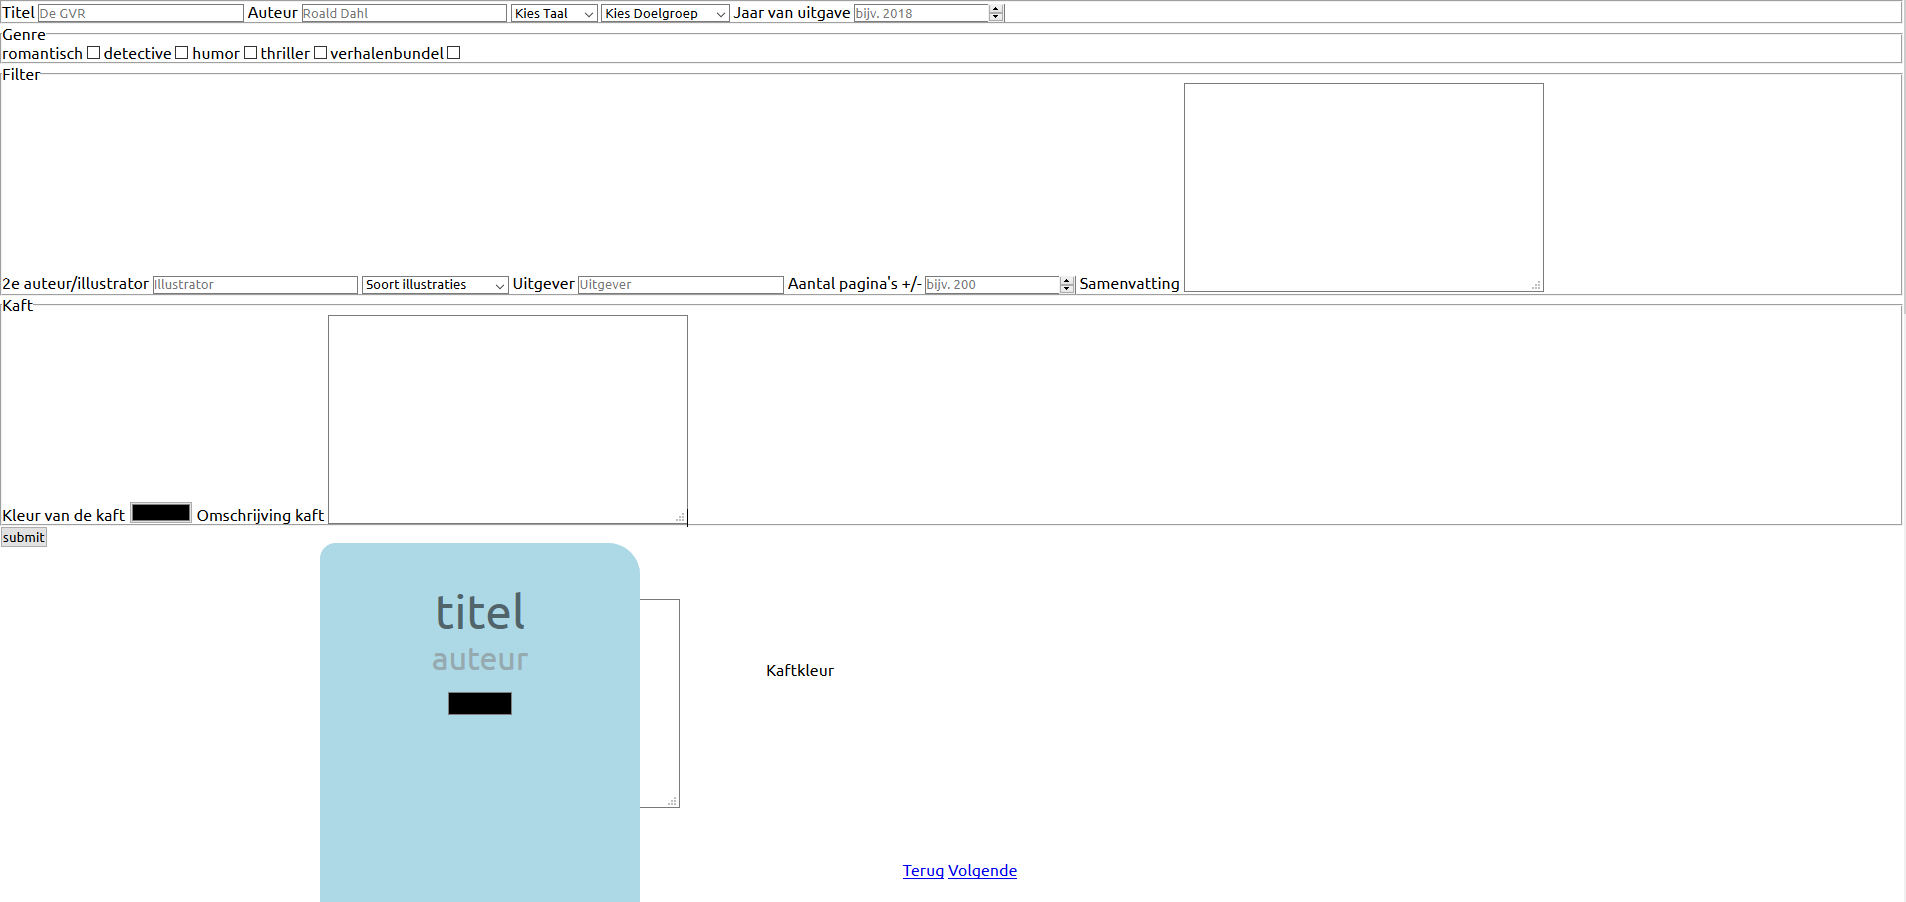 Titel De GVR Auteur Roald Dahl Kies Taal Kies Doelgroep Jaar van uitgave bijv. 2018
Genre
romantisch detective humor thriller verhalenbundel
Filter
2e auteur/illustrator Illustrator Soort illustraties Uitgever Uitgever Aantal pagina's +/- bijv. 200 Samenvatting
Kaft
Kleur van de kaft Omschrijving kaft
submit
titel
auteur
Kaftkleur
Terug Volgende